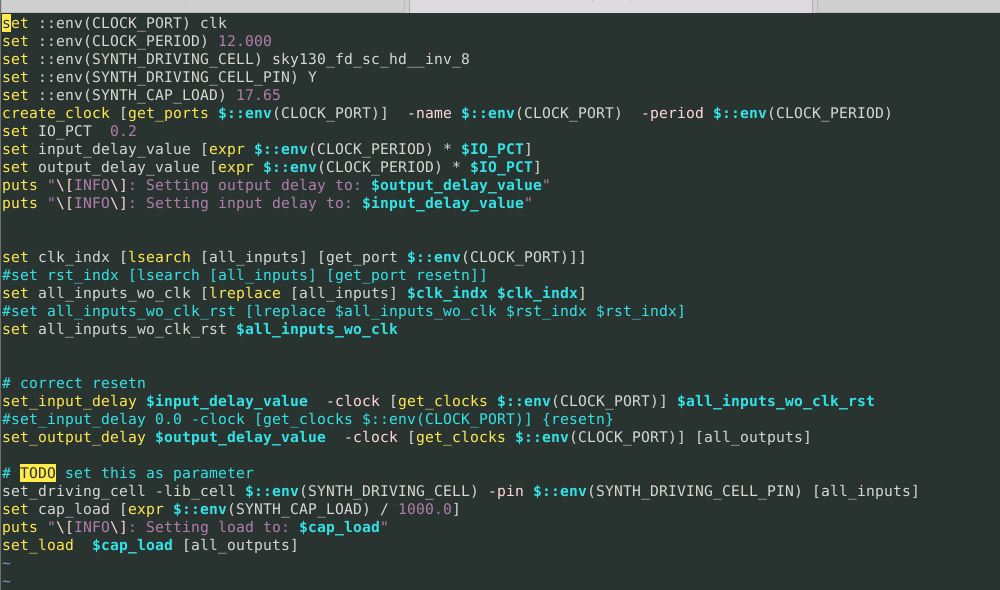 set ::env(CLOCK_PORT) clk
set ::env(CLOCK_PERIOD) 12.000
set ::env(SYNTH_DRIVING_CELL) sky130_fd_sc_hd__inv_8
set ::env(SYNTH_DRIVING_CELL_PIN) Y
set ::env(SYNTH_CAP_LOAD) 17.65
create_clock [get_ports $::env(CLOCK_PORT)]  -name $::env(CLOCK_PORT)  -period $::env(CLOCK_PERIOD)
set IO_PCT  0.2
set input_delay_value [expr $::env(CLOCK_PERIOD) * $IO_PCT]
set output_delay_value [expr $::env(CLOCK_PERIOD) * $IO_PCT]
puts "\[INFO\]: Setting output delay to: $output_delay_value"
puts "\[INFO\]: Setting input delay to: $input_delay_value"
set clk_indx [lsearch [all_inputs] [get_port $::env(CLOCK_PORT)]]
#set rst_indx [lsearch [all_inputs] [get_port resetn]]
set all_inputs_wo_clk [lreplace [all_inputs] $clk_indx $clk_indx]
#set all_inputs_wo_clk_rst [lreplace $all_inputs_wo_clk $rst_indx $rst_indx]
set all_inputs_wo_clk_rst $all_inputs_wo_clk
# correct resetn
set_input_delay $input_delay_value  -clock [get_clocks $::env(CLOCK_PORT)] $all_inputs_wo_clk_rst
#set_input_delay 0.0 -clock [get_clocks $::env(CLOCK_PORT)] {resetn}
set_output_delay $output_delay_value  -clock [get_clocks $::env(CLOCK_PORT)] [all_outputs]
# TODO set this as parameter
set_driving_cell -lib_cell $::env(SYNTH_DRIVING_CELL) -pin $::env(SYNTH_DRIVING_CELL_PIN) [all_inputs]
set cap_load [expr $::env(SYNTH_CAP_LOAD) / 1000.0]
puts "\[INFO\]: Setting load to: $cap_load"
set_load  $cap_load [all_outputs]
~
~